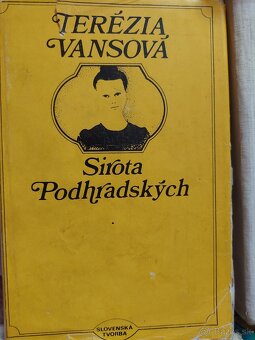 TERÉZIA
VANSOVÁ
Sirota
Podhradských
SLOVENSKÁ
TVORBA